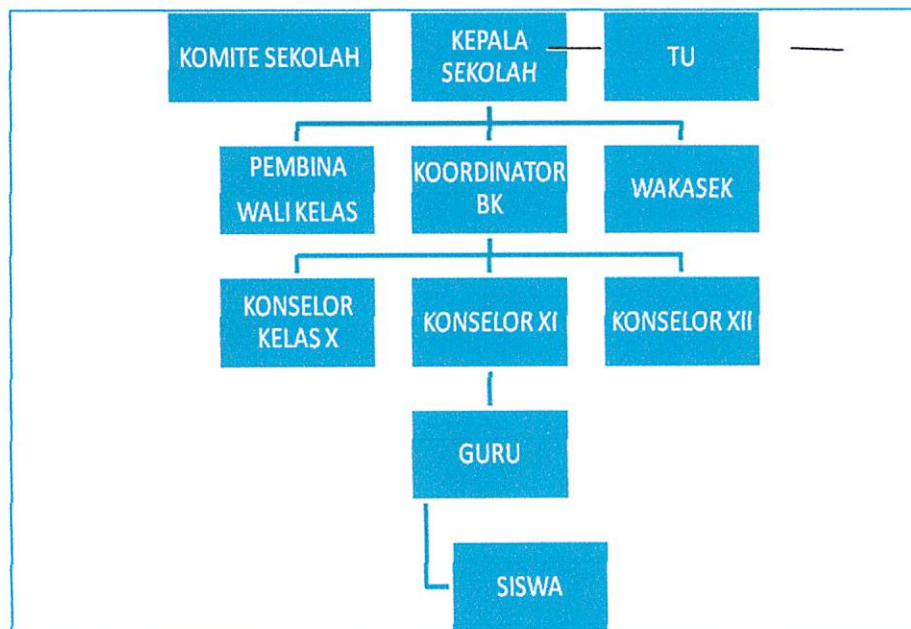 KOMITE SEKOLAH
KEPALA
SEKOLAH
TU
PEMBINA
WALI KELAS
KOORDINATOR
BK
WAKASEK
KONSELOR
KELAS X
KONSELOR XI
KONSELOR XII
GURU
SISWA